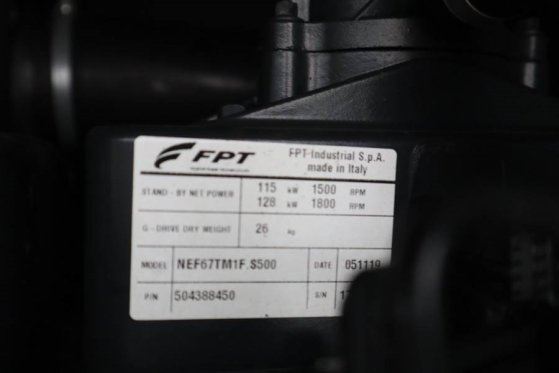 FPT
FPT Industrial S.p.A.
made in Italy
STAND - BY NET POWER 115 kW 1500 RPM
128 kW 1800 RPM
G - DRIVE DRY WEIGHT 26 kg
MODEL NEF67TM1F.S500 DATE 051119
P/N 504388450 S/N